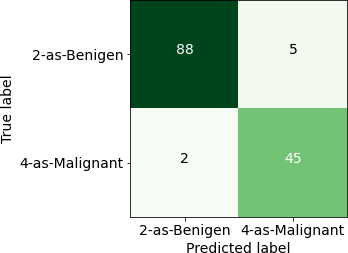 True label
2-as-Benigen
88
5
4-as-Malignant
2
45
2-as-Benigen 4-as-Malignant
Predicted label